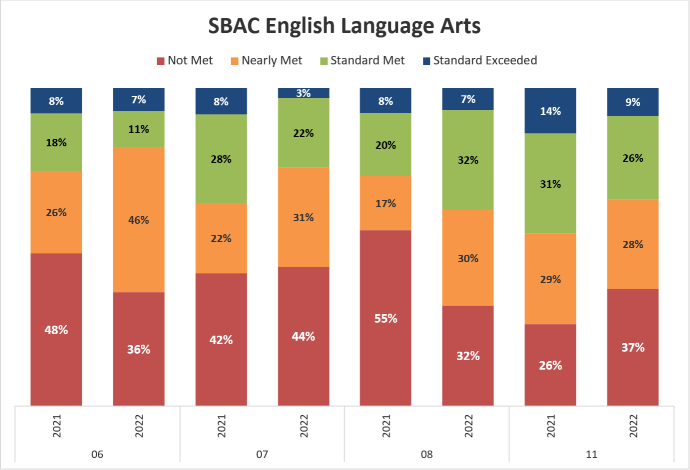 SBAC English Language Arts
Not Met Nearly Met Standard Met Standard Exceeded
8% 7% 8% 3% 8% 7% 14% 9%
18% 11% 28% 22% 20% 32% 31% 26%
26% 46% 22% 31% 17% 30% 29% 28%
48% 36% 42% 44% 55% 32% 26% 37%
2021 2022 2021 2022 2021 2022 2021 2022
06 07 08 11